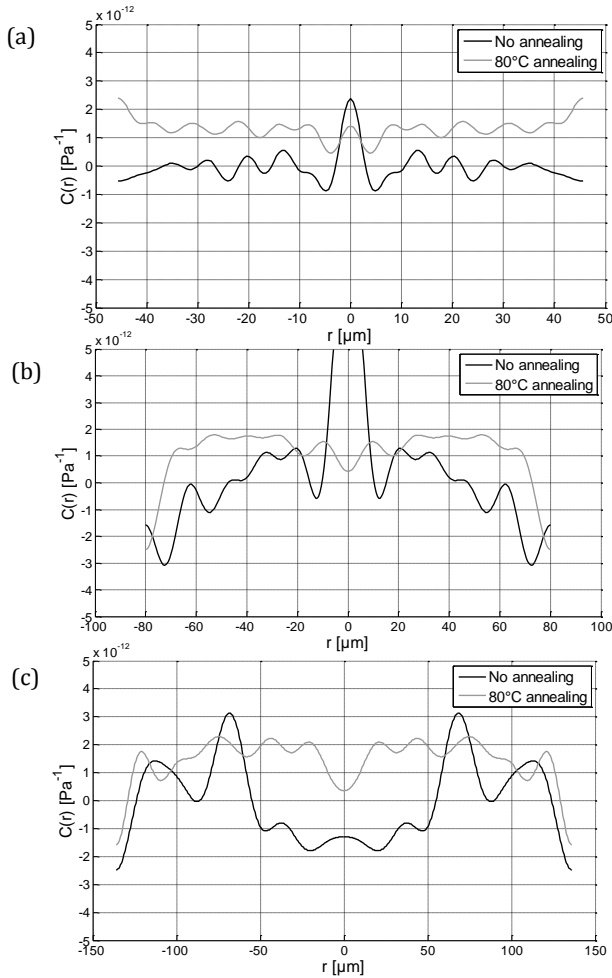 (a)
x 10⁻¹²
No annealing
80°C annealing
C(r) [Pa⁻¹]
5
4
3
2
1
0
-1
-2
-3
-4
-5
-50 -40 -30 -20 -10 0 10 20 30 40 50
r [µm]
(b)
x 10⁻¹²
No annealing
80°C annealing
C(r) [Pa⁻¹]
5
4
3
2
1
0
-1
-2
-3
-4
-5
-100 -80 -60 -40 -20 0 20 40 60 80 100
r [µm]
(c)
x 10⁻¹²
No annealing
80°C annealing
C(r) [Pa⁻¹]
5
4
3
2
1
0
-1
-2
-3
-4
-5
-150 -100 -50 0 50 100 150
r [µm]